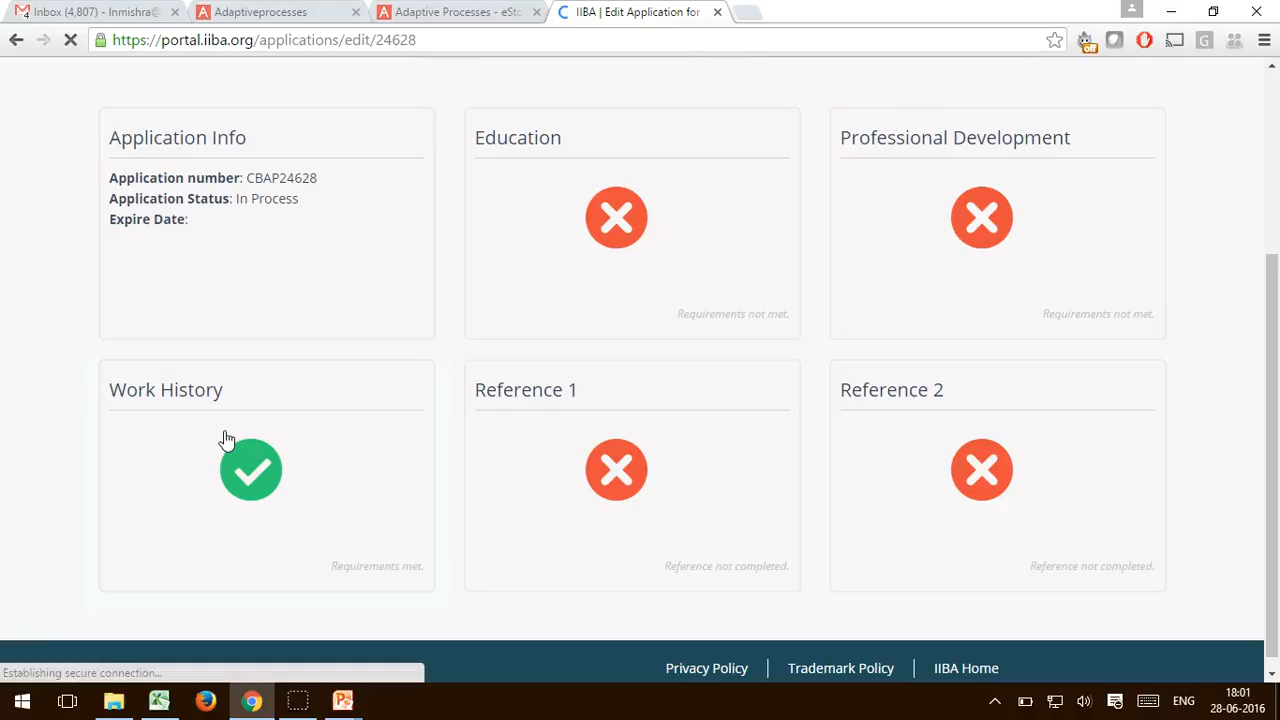 Inbox (4,807) - Inmishra@
Adaptiveprocesses
Adaptive Processes - eSto
IIBA | Edit Application for
https://portal.iiba.org/applications/edit/24628
off
G
Application Info
Application number: CBAP24628
Application Status: In Process
Expire Date:
Education
Requirements not met.
Professional Development
Requirements not met.
Work History
Requirements met.
Reference 1
Reference not completed.
Reference 2
Reference not completed.
Establishing secure connection...
Privacy Policy
Trademark Policy
IIBA Home
ENG
18:01
28-06-2016